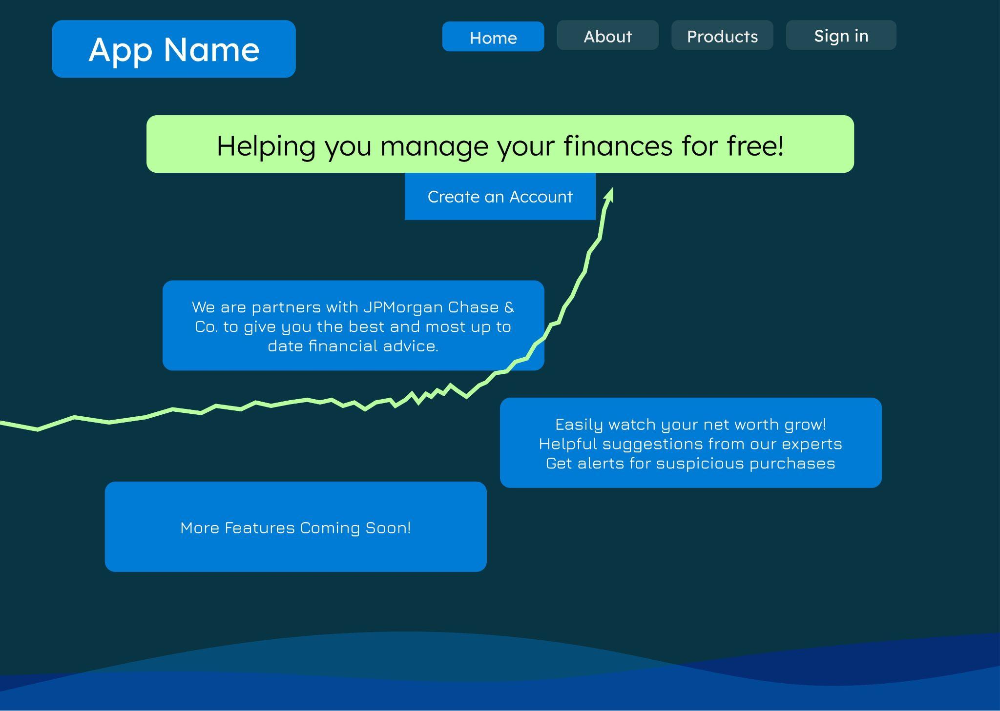 App Name
Home
About
Products
Sign in
Helping you manage your finances for free!
Create an Account
We are partners with JPMorgan Chase &
Co. to give you the best and most up to
date financial advice.
Easily watch your net worth grow!
Helpful suggestions from our experts
Get alerts for suspicious purchases
More Features Coming Soon!